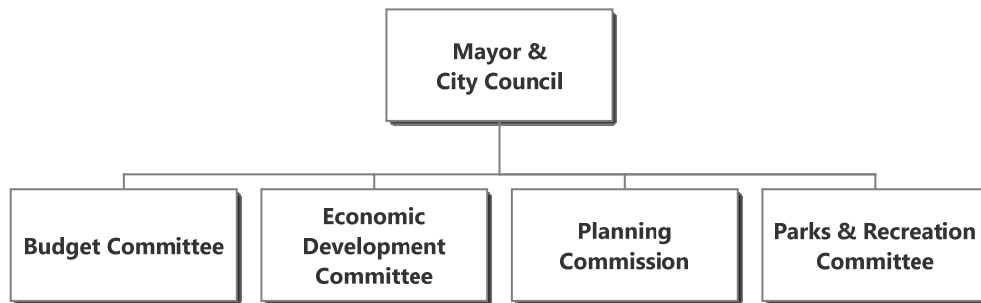 Mayor &
City Council
Budget Committee
Economic
Development
Committee
Planning
Commission
Parks & Recreation
Committee